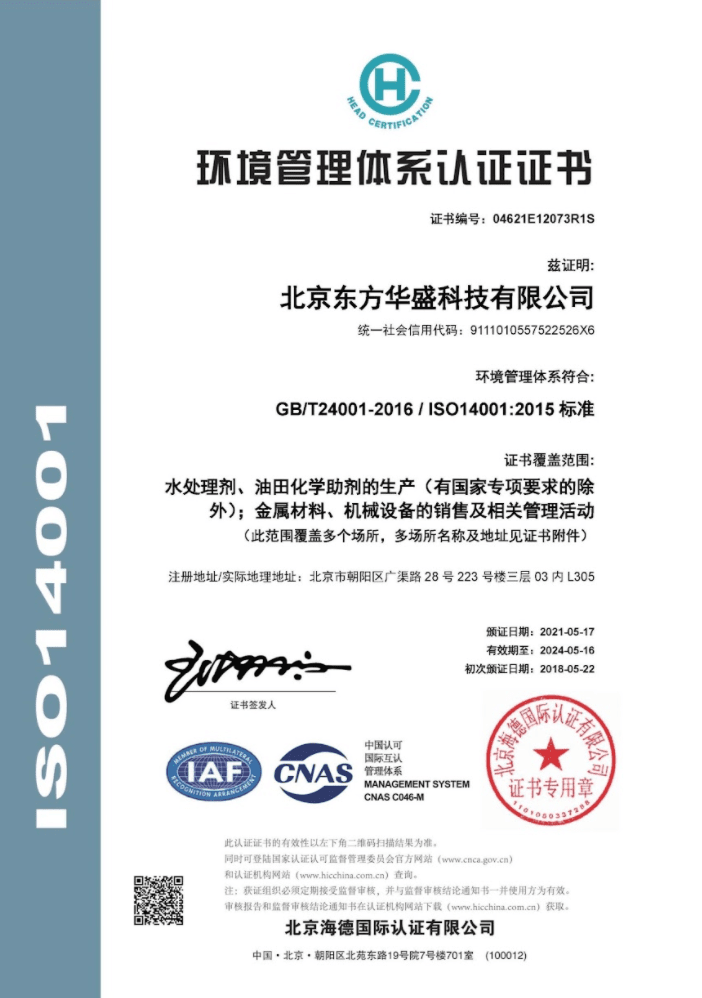 HEAD CERTIFICATION
环境管理体系认证证书
证书编号：04621E12073R1S
兹证明:
北京东方华盛科技有限公司
统一社会信用代码：9111010557522526X6
环境管理体系符合:
GB/T24001-2016 / ISO14001:2015 标准
证书覆盖范围:
水处理剂、油田化学助剂的生产（有国家专项要求的除
外）；金属材料、机械设备的销售及相关管理活动
（此范围覆盖多个场所，多场所名称及地址见证书附件）
注册地址/实际地理地址：北京市朝阳区广渠路 28 号 223 号楼三层 03 内 L305
颁证日期：2021-05-17
有效期至：2024-05-16
初次颁证日期：2018-05-22
证书签发人
ISO14001
MEMBER OF MULTILATERAL
IAF
RECOGNITION ARRANGEMENT
CNAS
中国认可
国际互认
管理体系
MANAGEMENT SYSTEM
CNAS C046-M
北京海德国际认证有限公司
证书专用章
此认证证书的有效性以左下角二维码扫描结果为准。
同时可登陆国家认证认可监督管理委员会官方网站（www.cnca.gov.cn）
和认证机构网站（www.hicchina.com.cn）查询。
注：获证组织必须定期接受监督审核，并与监督审核结论通知书一并使用方为有效。
审核报告和监督审核结论通知书在认证机构网站下载（www.hicchina.com.cn）获取。
北京海德国际认证有限公司
中国·北京·朝阳区北苑东路19号院7号楼701室 （100012）